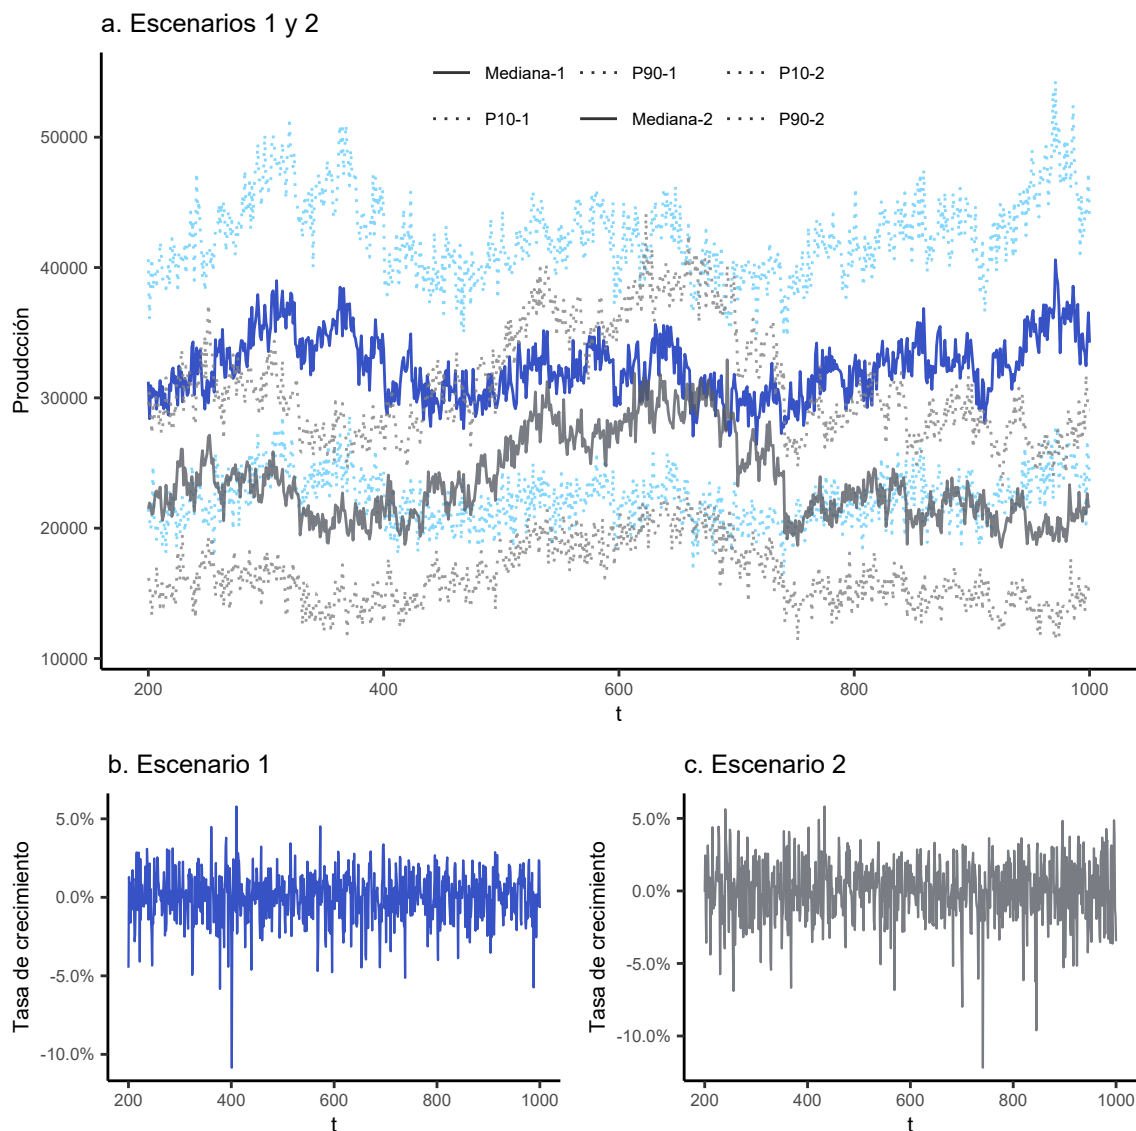 a. Escenarios 1 y 2
Mediana-1 P90-1 P10-2
P10-1 Mediana-2 P90-2
50000
40000
30000
20000
10000
Proudcción
200 400 600 800 1000
t
b. Escenario 1
5.0%
0.0%
-5.0%
-10.0%
Tasa de crecimiento
200 400 600 800 1000
t
c. Escenario 2
5.0%
0.0%
-5.0%
-10.0%
Tasa de crecimiento
200 400 600 800 1000
t